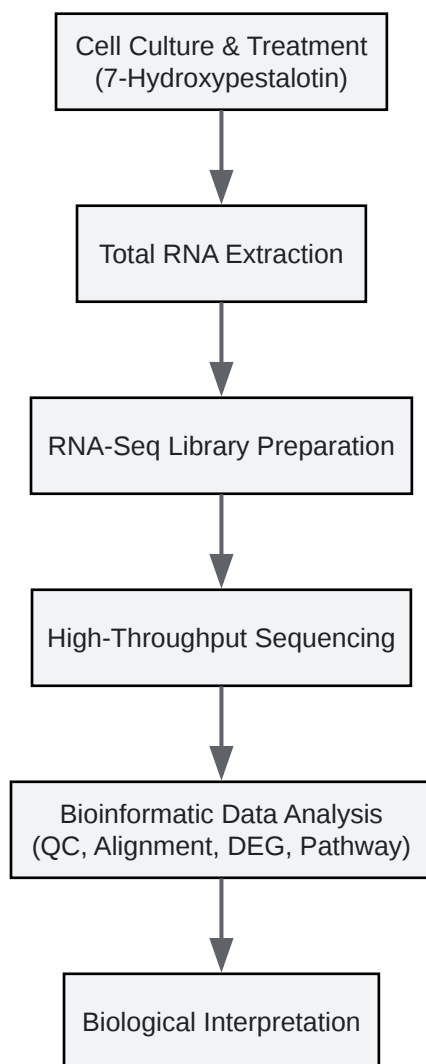 Cell Culture & Treatment
(7-Hydroxypestalotin)
Total RNA Extraction
RNA-Seq Library Preparation
High-Throughput Sequencing
Bioinformatic Data Analysis
(QC, Alignment, DEG, Pathway)
Biological Interpretation